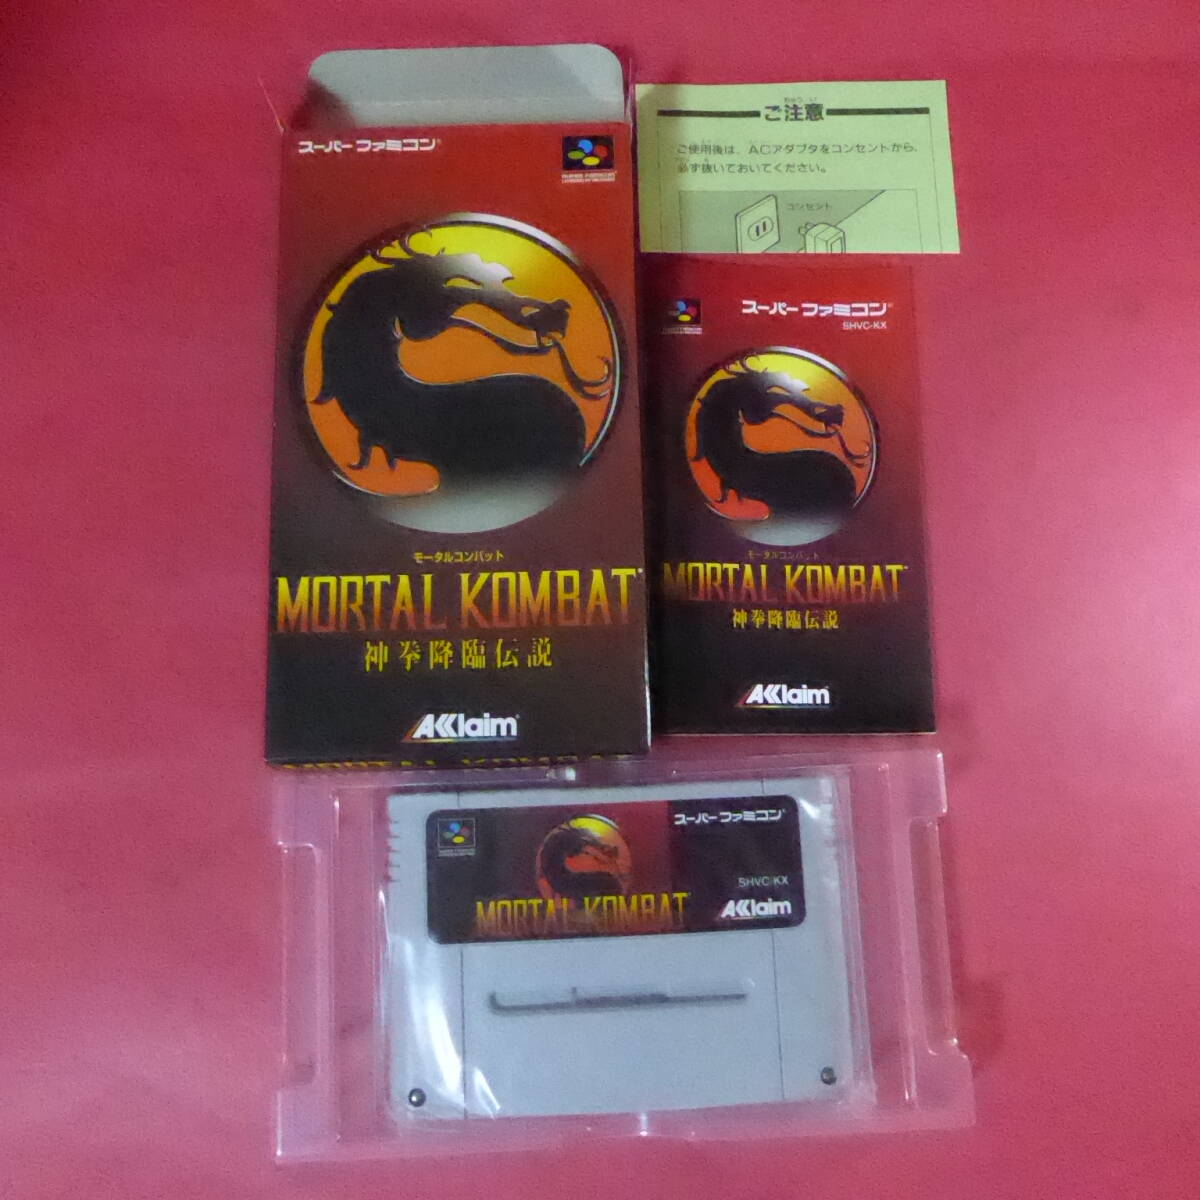 スーパーファミコン
モータルコンバット
MORTAL KOMBAT
神拳降臨伝説
AKKlaim
ご注意
ご使用後は、ACアダプタをコンセントから、
必ず抜いておいてください。
コンセント
スーパーファミコン
SHVC-KX
モータルコンバット
MORTAL KOMBAT
神拳降臨伝説
AKKlaim
スーパーファミコン
SHVC-KX
MORTAL KOMBAT
AKKlaim